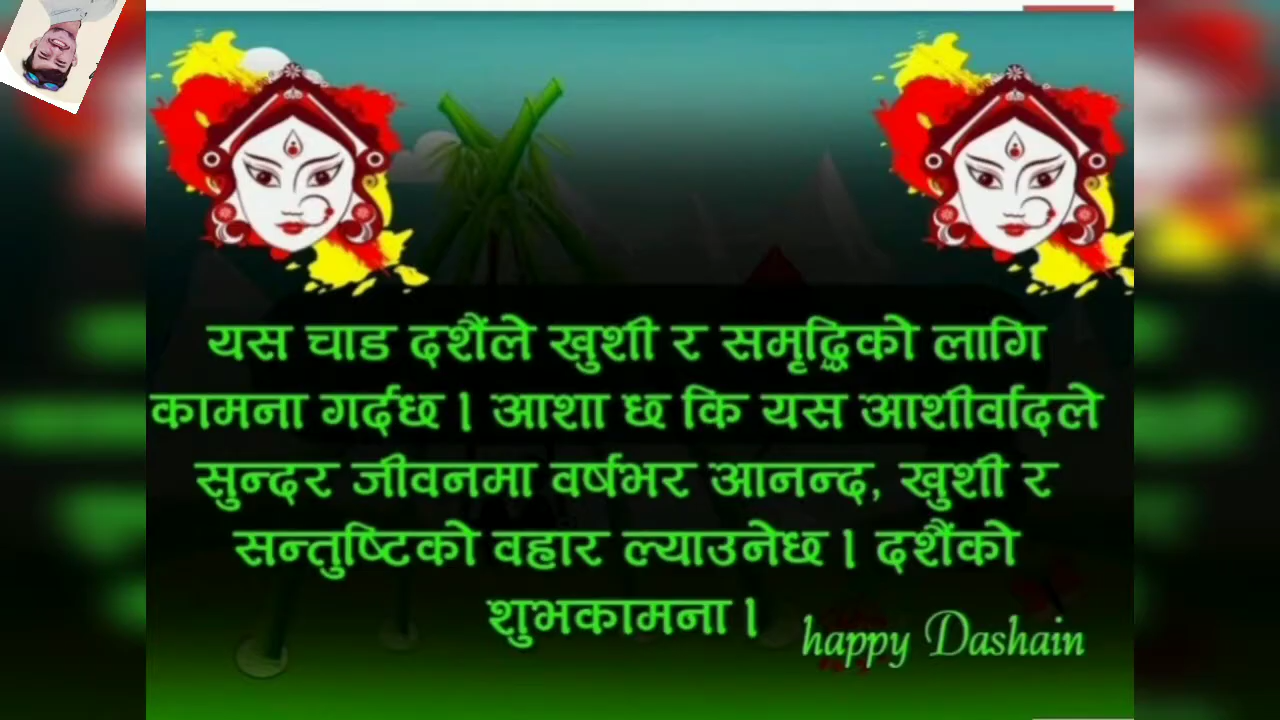 यस चाड दशैंले खुशी र समृद्धिको लागि
कामना गर्दछ । आशा छ कि यस आशीर्वादले
सुन्दर जीवनमा वर्षभर आनन्द, खुशी र
सन्तुष्टिको वहार ल्याउनेछ । दशैंको
शुभकामना ।
happy Dashain